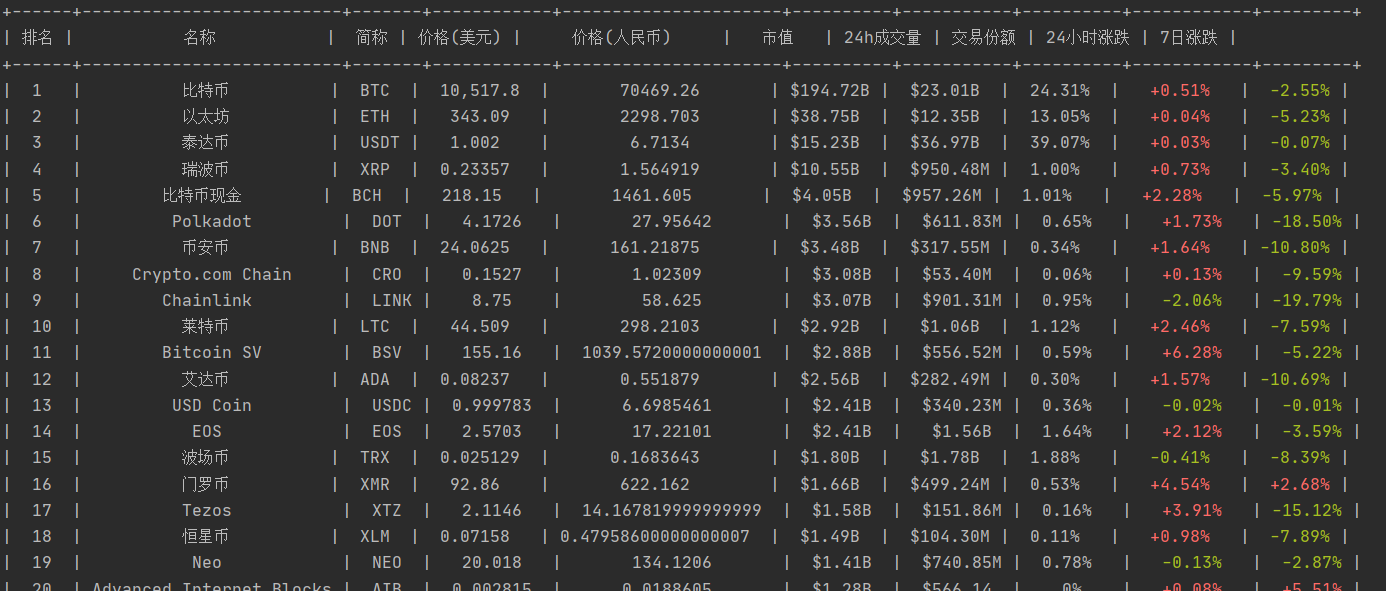 排名 | 名称 | 简称 | 价格(美元) | 价格(人民币) | 市值 | 24h成交量 | 交易份额 | 24小时涨跌 | 7日涨跌 |
| 1 | 比特币 | BTC | 10,517.8 | 70469.26 | $194.72B | $23.01B | 24.31% | +0.51% | -2.55% |
| 2 | 以太坊 | ETH | 343.09 | 2298.703 | $38.75B | $12.35B | 13.05% | +0.04% | -5.23% |
| 3 | 泰达币 | USDT | 1.002 | 6.7134 | $15.23B | $36.97B | 39.07% | +0.03% | -0.07% |
| 4 | 瑞波币 | XRP | 0.23357 | 1.564919 | $10.55B | $950.48M | 1.00% | +0.73% | -3.40% |
| 5 | 比特币现金 | BCH | 218.15 | 1461.605 | $4.05B | $957.26M | 1.01% | +2.28% | -5.97% |
| 6 | Polkadot | DOT | 4.1726 | 27.95642 | $3.56B | $611.83M | 0.65% | +1.73% | -18.50% |
| 7 | 币安币 | BNB | 24.0625 | 161.21875 | $3.48B | $317.55M | 0.34% | +1.64% | -10.80% |
| 8 | Crypto.com Chain | CRO | 0.1527 | 1.02309 | $3.08B | $53.40M | 0.06% | +0.13% | -9.59% |
| 9 | Chainlink | LINK | 8.75 | 58.625 | $3.07B | $901.31M | 0.95% | -2.06% | -19.79% |
| 10 | 莱特币 | LTC | 44.509 | 298.2103 | $2.92B | $1.06B | 1.12% | +2.46% | -7.59% |
| 11 | Bitcoin SV | BSV | 155.16 | 1039.5720000000001 | $2.88B | $556.52M | 0.59% | +6.28% | -5.22% |
| 12 | 艾达币 | ADA | 0.08237 | 0.551879 | $2.56B | $282.49M | 0.30% | +1.57% | -10.69% |
| 13 | USD Coin | USDC | 0.999783 | 6.6985461 | $2.41B | $340.23M | 0.36% | -0.02% | -0.01% |
| 14 | EOS | EOS | 2.5703 | 17.22101 | $2.41B | $1.56B | 1.64% | +2.12% | -3.59% |
| 15 | 波场币 | TRX | 0.025129 | 0.1683643 | $1.80B | $1.78B | 1.88% | -0.41% | -8.39% |
| 16 | 门罗币 | XMR | 92.86 | 622.162 | $1.66B | $499.24M | 0.53% | +4.54% | +2.68% |
| 17 | Tezos | XTZ | 2.1146 | 14.167819999999999 | $1.58B | $151.86M | 0.16% | +3.91% | -15.12% |
| 18 | 恒星币 | XLM | 0.07158 | 0.47958600000000007 | $1.49B | $104.30M | 0.11% | +0.98% | -7.89% |
| 19 | Neo | NEO | 20.018 | 134.1206 | $1.41B | $740.85M | 0.78% | -0.13% | -2.87% |
| 20 | Advanced Internet Blocks | AIB | 0.002815 | 0.0188605 | $1.28B | $566.14 | 0% | +0.08% | +5.51% |